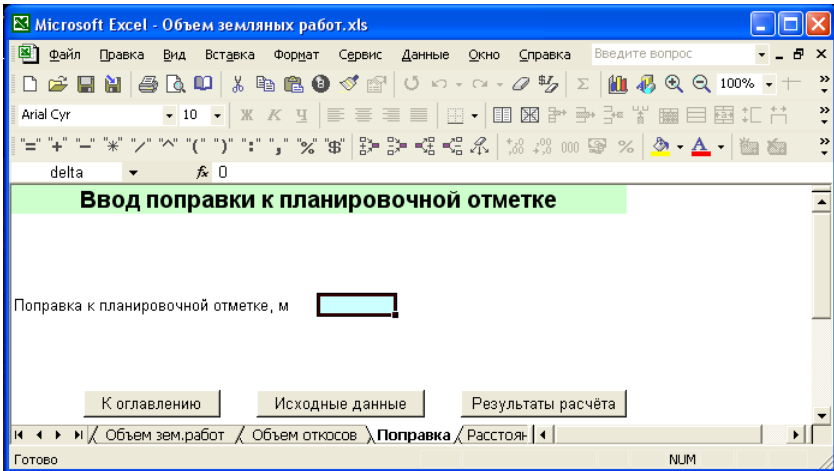 Microsoft Excel - Объем земляных работ.xls
Файл Правка Вид Вставка Формат Сервис Данные Окно Справка Введите вопрос
100%
Arial Cyr 10 Ж К Ч
"=" "+" "—" "*" "/" "^" "(" ")" ":" "," "%" "$" 000 %
delta fx 0
Ввод поправки к планировочной отметке
Поправка к планировочной отметке, м
К оглавлению Исходные данные Результаты расчёта
Объем зем.работ Объем откосов Поправка Расстоян
Готово NUM